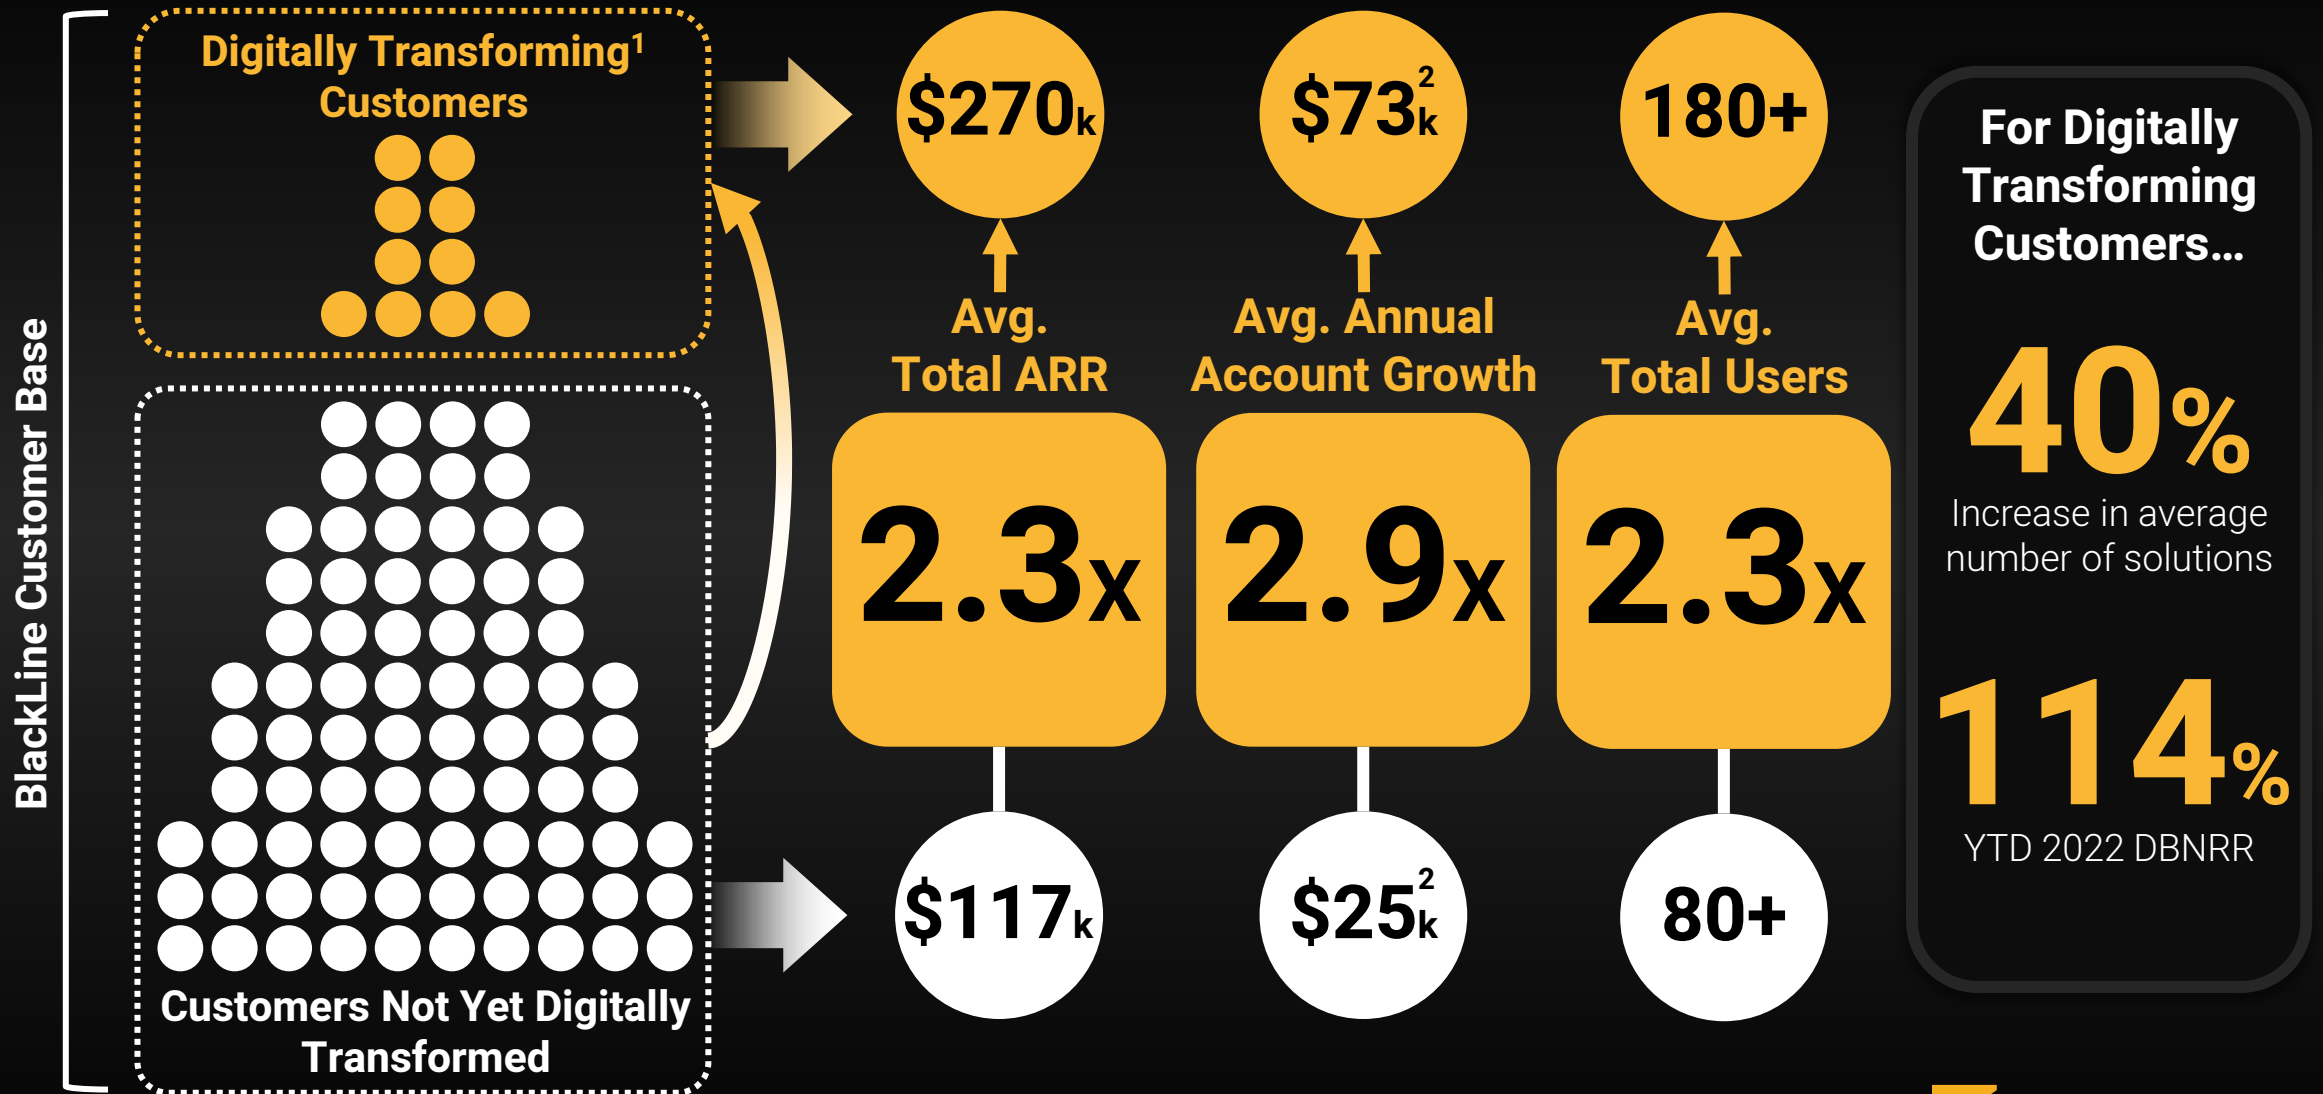 BlackLine Customer Base
Digitally Transforming¹
Customers
Customers Not Yet Digitally
Transformed
$270k
Avg.
Total ARR
2.3x
$117k
$73k²
Avg. Annual
Account Growth
2.9x
$25k²
180+
Avg.
Total Users
2.3x
80+
For Digitally
Transforming
Customers…
40%
Increase in average
number of solutions
114%
YTD 2022 DBNRR